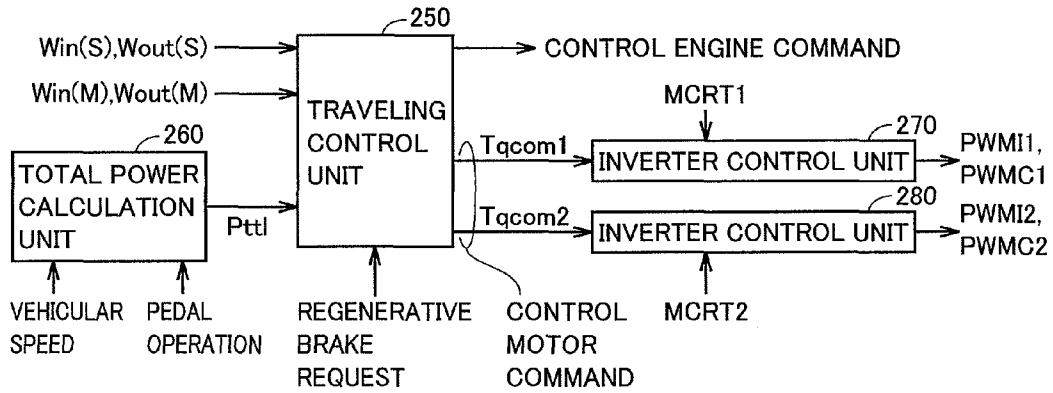 250
Win(S),Wout(S)
CONTROL ENGINE COMMAND
Win(M),Wout(M)
MCRT1
TRAVELING
CONTROL
UNIT
260
TOTAL POWER
CALCULATION
UNIT
Pttl
Tqcom1
270
INVERTER CONTROL UNIT
PWMI1,
PWMC1
Tqcom2
280
INVERTER CONTROL UNIT
PWMI2,
PWMC2
VEHICULAR
SPEED
PEDAL
OPERATION
REGENERATIVE
BRAKE
REQUEST
CONTROL
MOTOR
COMMAND
MCRT2